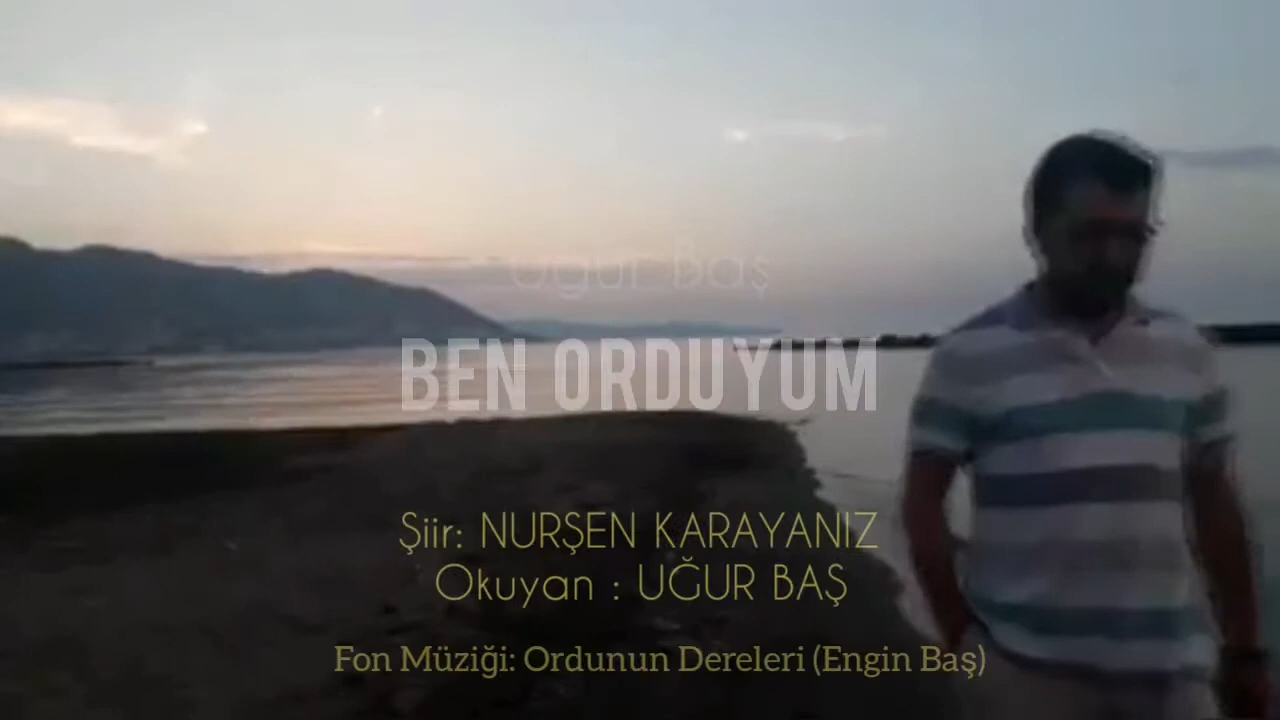 Uğur Baş
BEN ORDUYUM
Şiir: NURŞEN KARAYANIZ
Okuyan : UĞUR BAŞ
Fon Müziği: Ordunun Dereleri (Engin Baş)